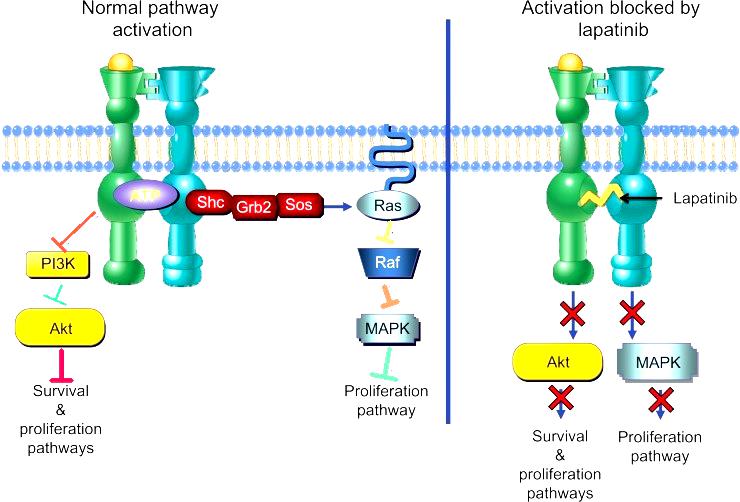 Normal pathway
activation
Activation blocked by
lapatinib
ATP
Shc
Grb2
Sos
Ras
Lapatinib
PI3K
Raf
Akt
MAPK
Akt
MAPK
Survival
&
proliferation
pathways
Proliferation
pathway
Survival
&
proliferation
pathways
Proliferation
pathway